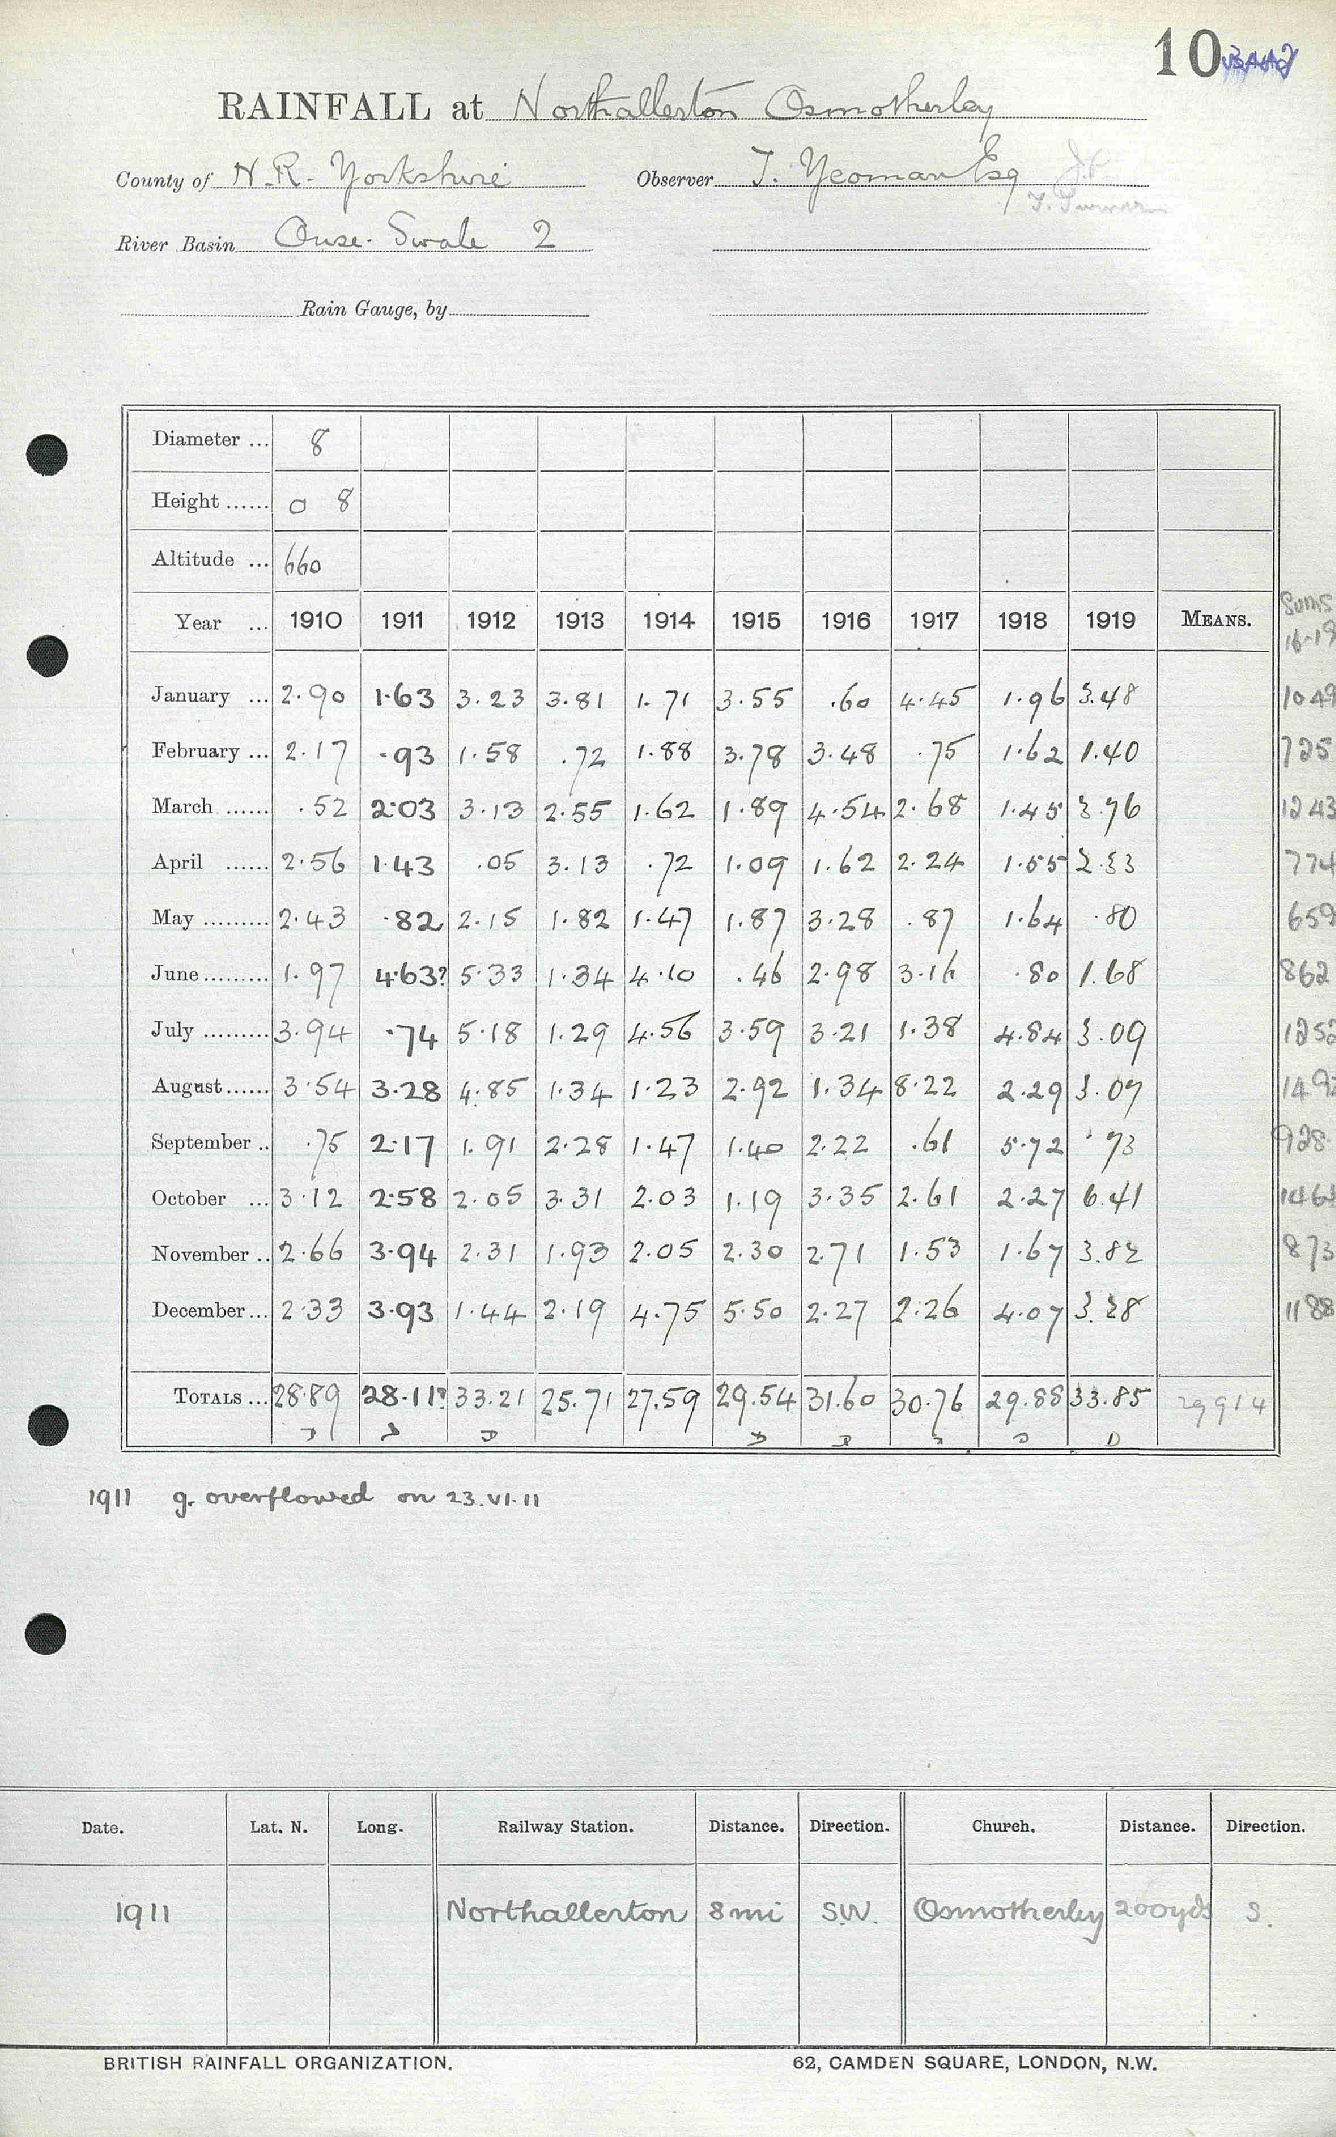 10
RAINFALL at Northallerton Osmotherley
County of N.R. Yorkshire Observer T. Yeoman Esq J.P.
River Basin Ouse. Swale 2
Rain Gauge, by
Diameter ... 8
Height ...... 0 8
Altitude ... 660
Year ... 1910 1911 1912 1913 1914 1915 1916 1917 1918 1919 MEANS. Sums 16-19
January ... 2.90 1.63 3.23 3.81 1.71 3.55 .60 4.45 1.96 3.48 1049
February ... 2.17 .93 1.58 .72 1.88 3.78 3.48 .75 1.62 1.40 725
March ...... .52 2.03 3.13 2.55 1.62 1.89 4.54 2.68 1.45 3.76 1243
April ...... 2.56 1.43 .05 3.13 .72 1.09 1.62 2.24 1.55 2.33 774
May ......... 2.43 .82 2.15 1.82 1.47 1.87 3.28 .87 1.64 .80 659
June ......... 1.97 4.63? 5.33 1.34 4.10 .46 2.98 3.16 .80 1.68 862
July ......... 3.94 .74 5.18 1.29 4.56 3.59 3.21 1.38 4.84 3.09 1252
August ...... 3.54 3.28 4.85 1.34 1.23 2.92 1.34 8.22 2.29 3.07 1492
September .. .75 2.17 1.91 2.28 1.47 1.40 2.22 .61 5.72 .73 928
October ... 3.12 2.58 2.05 3.31 2.03 1.19 3.35 2.61 2.27 6.41 1464
November .. 2.66 3.94 2.31 1.93 2.05 2.30 2.71 1.53 1.67 3.82 873
December ... 2.33 3.93 1.44 2.19 4.75 5.50 2.27 2.26 4.07 3.28 1188
TOTALS ... 28.89 28.11? 33.21 25.71 27.59 29.54 31.60 30.76 29.88 33.85 29914
D D D D D D D D
1911 g. overflowed on 23.VI.11
Date. Lat. N. Long. Railway Station. Distance. Direction. Church. Distance. Direction.
1911 Northallerton 8mi SW. Osmotherley 200yds S.
BRITISH RAINFALL ORGANIZATION. 62, CAMDEN SQUARE, LONDON, N.W.